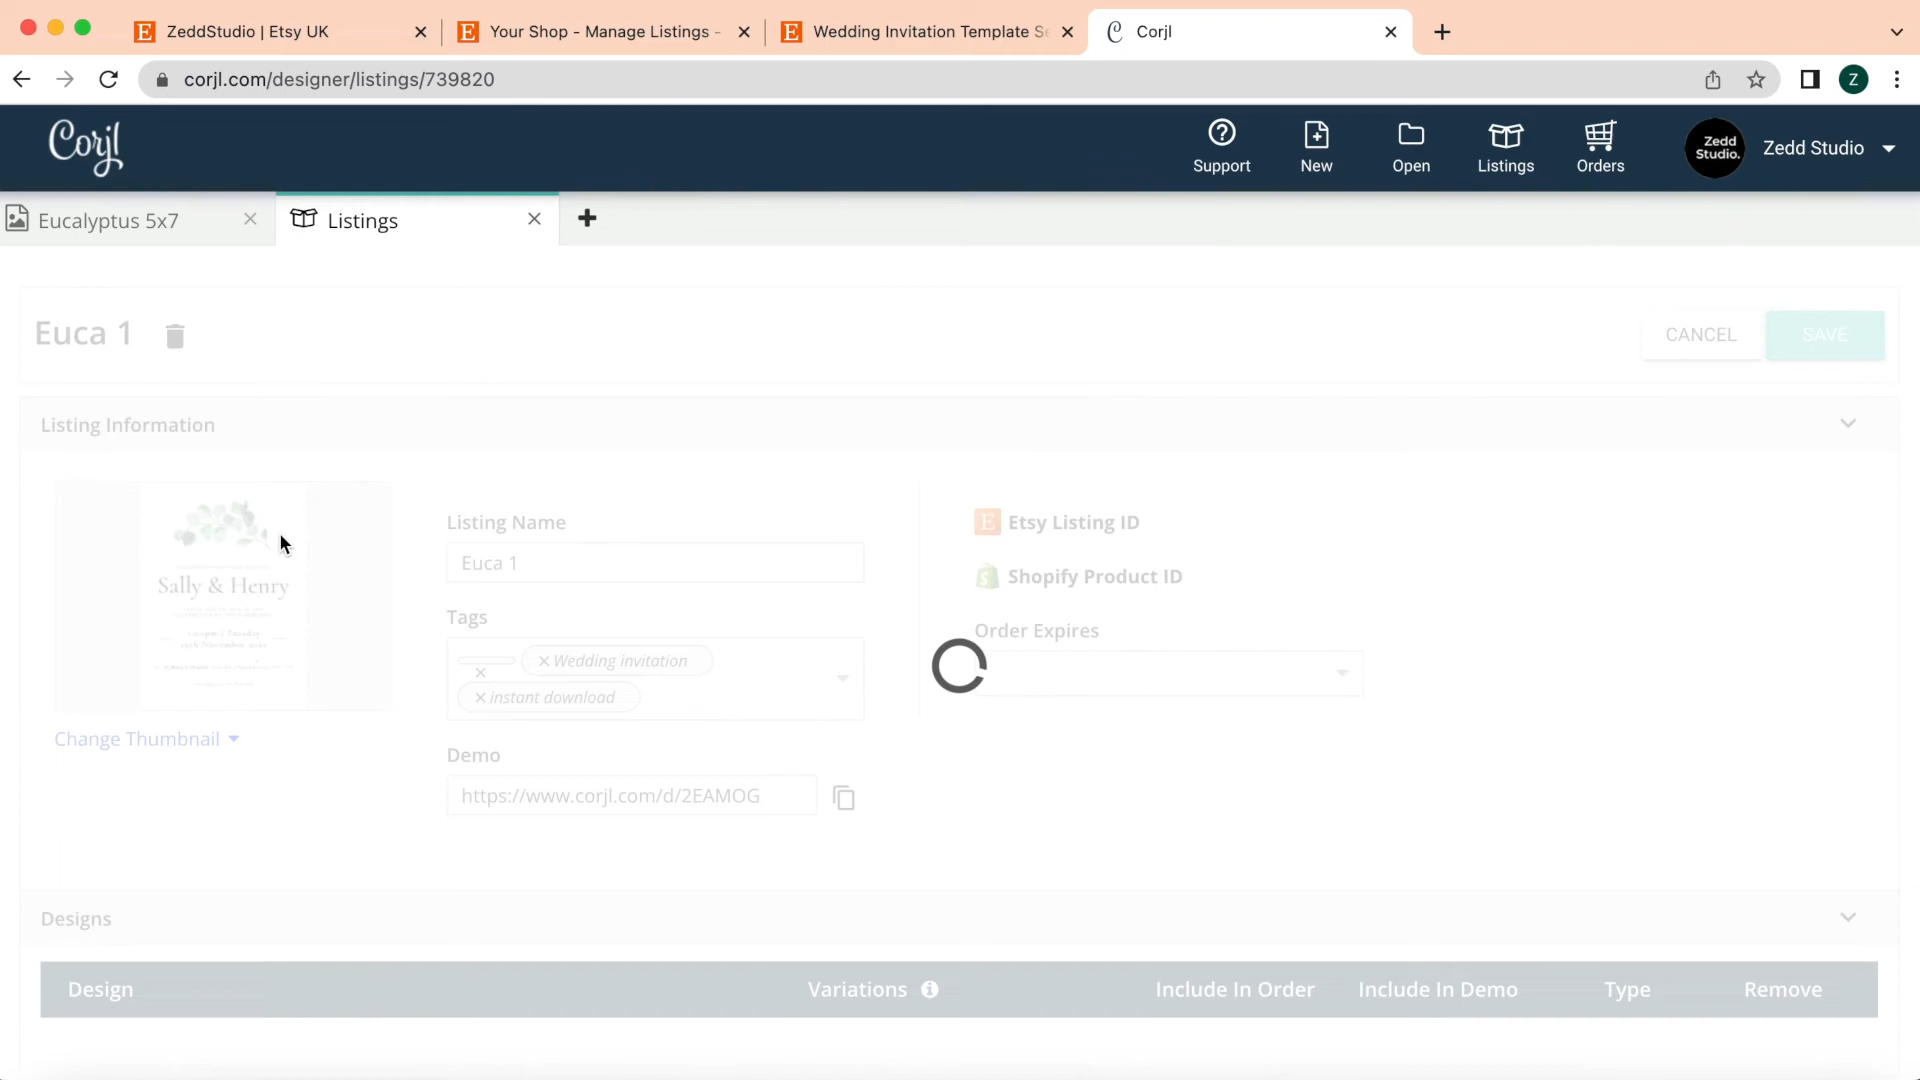 ZeddStudio | Etsy UK
Your Shop - Manage Listings -
Wedding Invitation Template Se
Corjl
corjl.com/designer/listings/739820
Z
Corjl
Support
New
Open
Listings
Orders
Zedd Studio.
Zedd Studio
Eucalyptus 5x7
Listings
Euca 1
CANCEL
SAVE
Listing Information
Sally & Henry
Change Thumbnail
Listing Name
Euca 1
Tags
Wedding invitation
instant download
Demo
https://www.corjl.com/d/2EAMOG
Etsy Listing ID
Shopify Product ID
Order Expires
Designs
Design
Variations
Include In Order
Include In Demo
Type
Remove